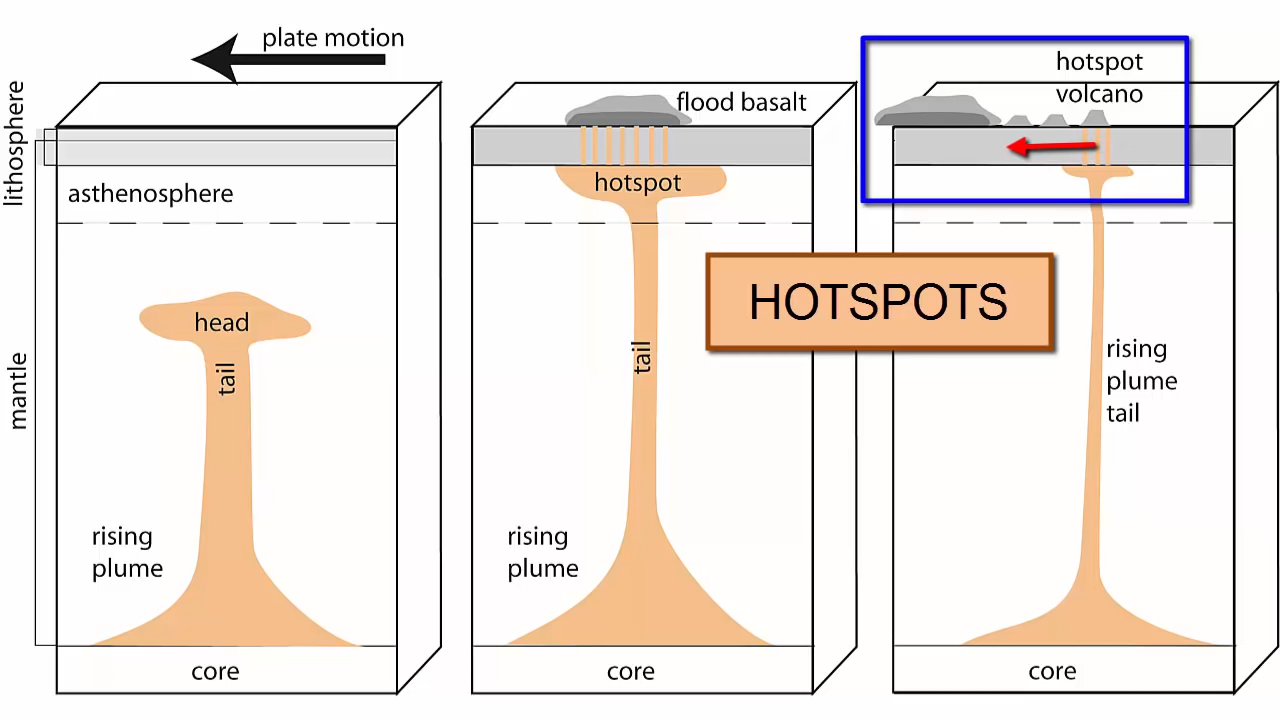 plate motion
lithosphere
asthenosphere
mantle
head
tail
rising
plume
core
flood basalt
hotspot
tail
rising
plume
core
HOTSPOTS
hotspot
volcano
rising
plume
tail
core